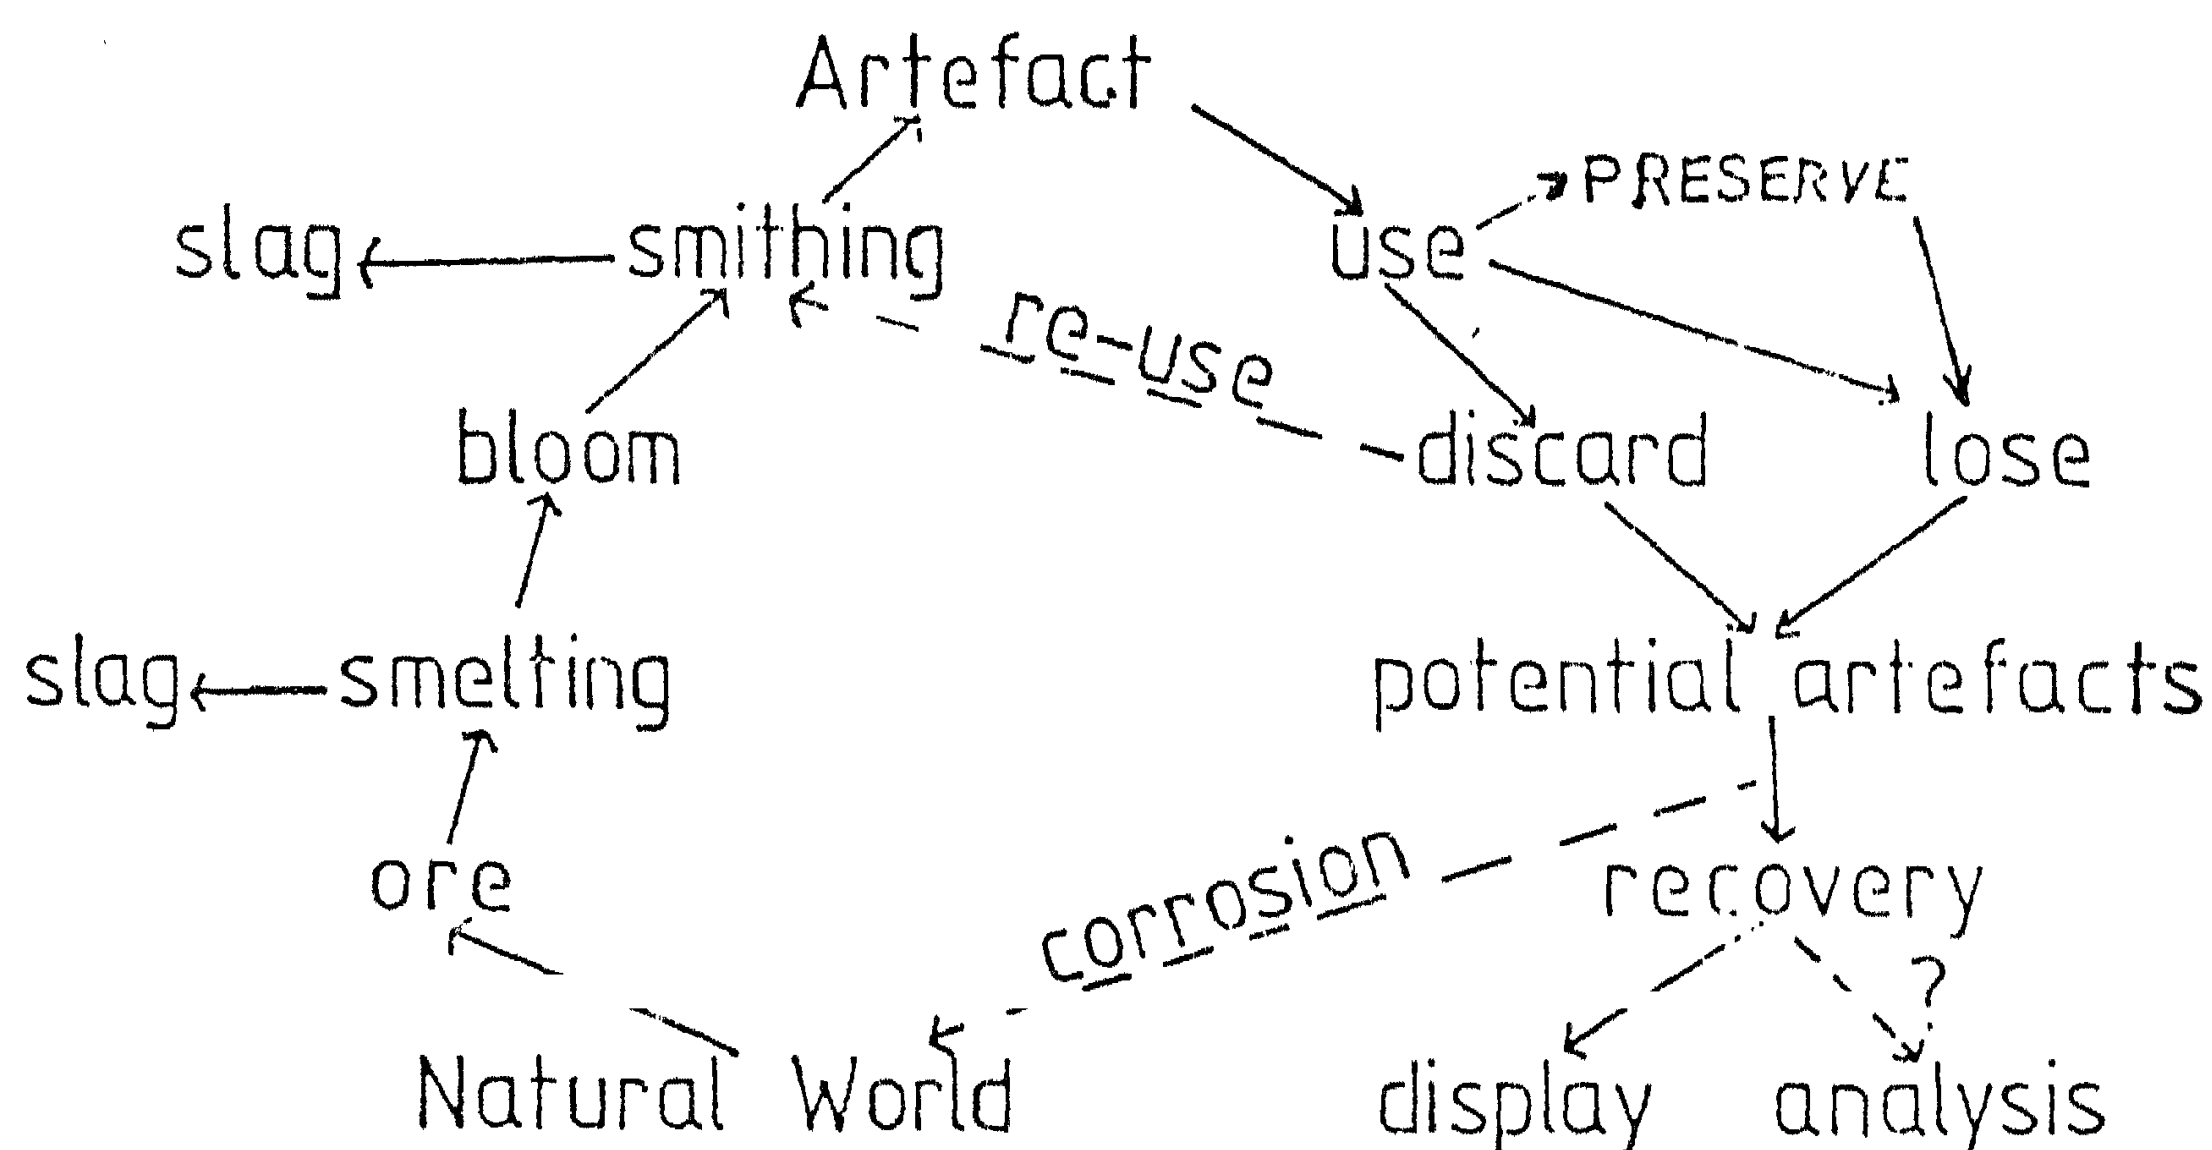 Artefact
PRESERVE
slag smithing use
re-use
bloom discard lose
slag smelting potential artefacts
ore corrosion recovery
?
Natural World display analysis